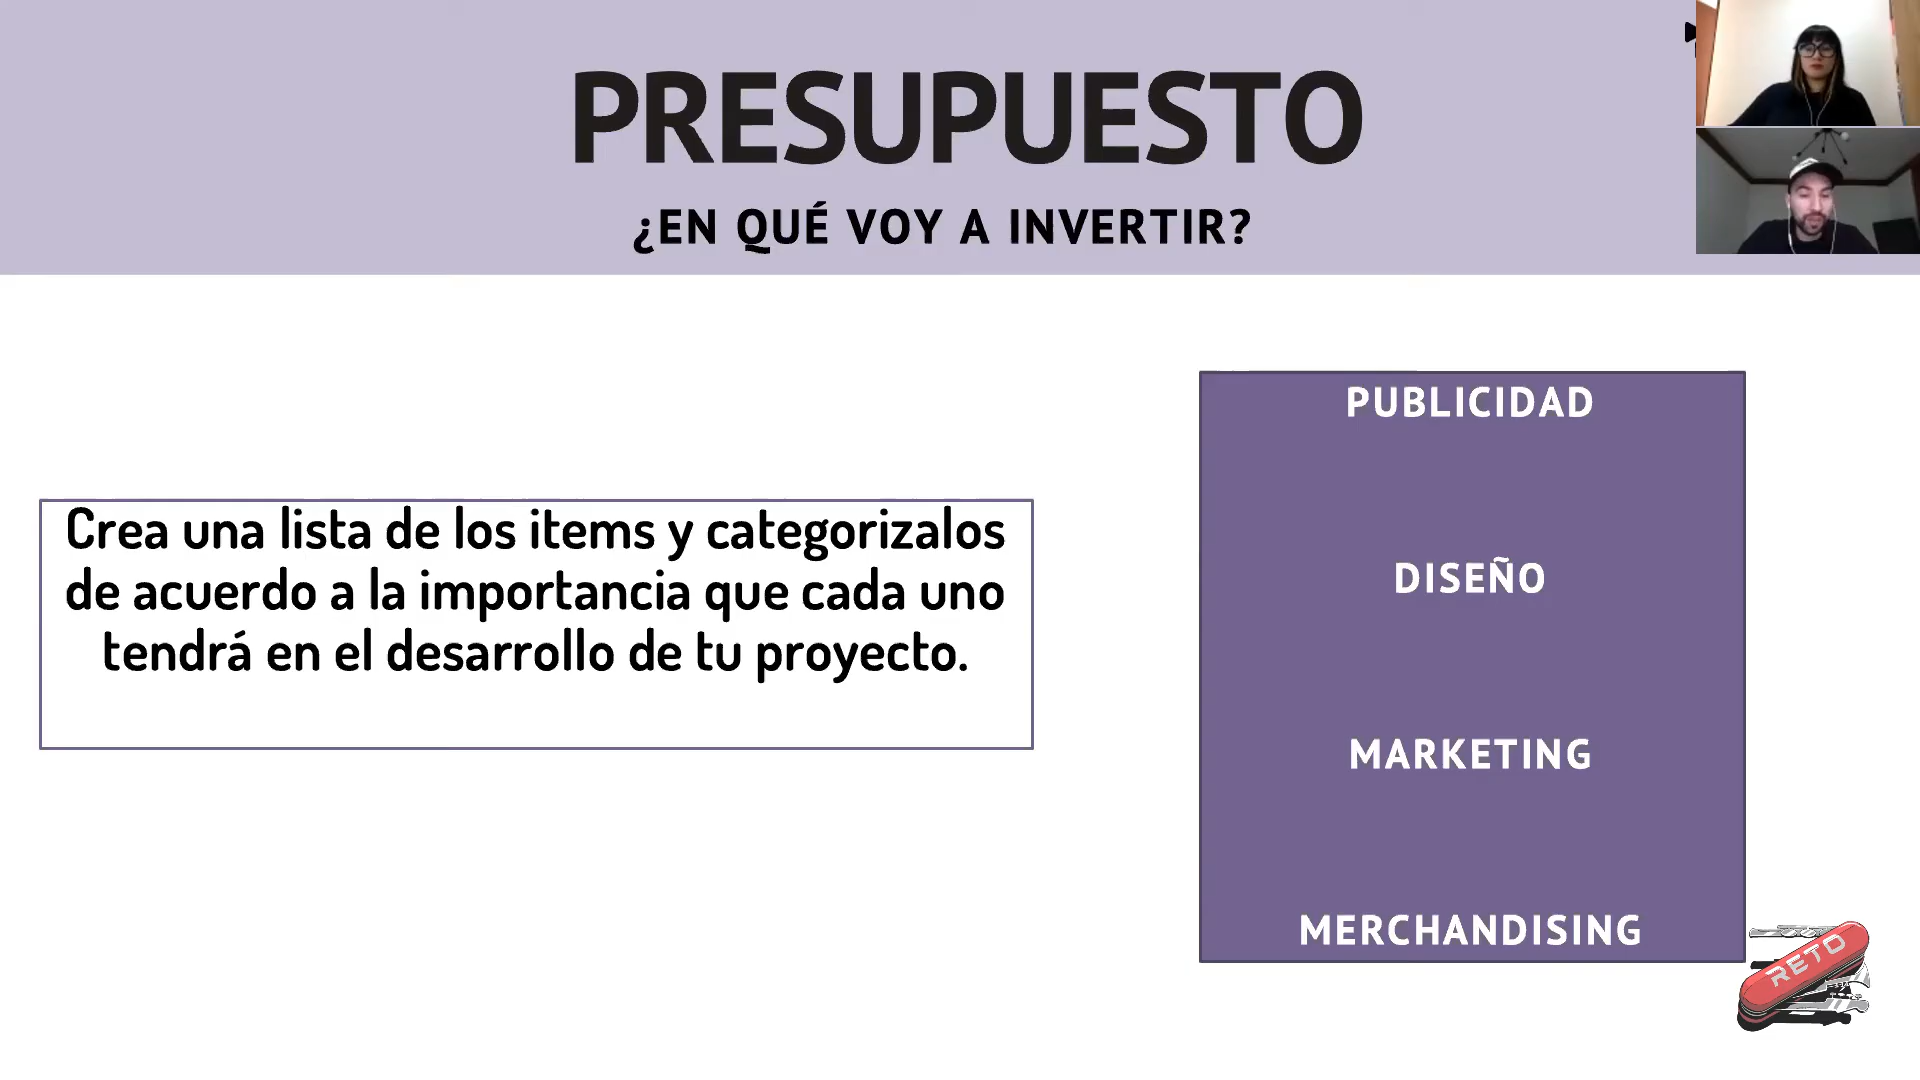 PRESUPUESTO
¿EN QUÉ VOY A INVERTIR?
Crea una lista de los items y categorizalos
de acuerdo a la importancia que cada uno
tendrá en el desarrollo de tu proyecto.
PUBLICIDAD
DISEÑO
MARKETING
MERCHANDISING
RETO